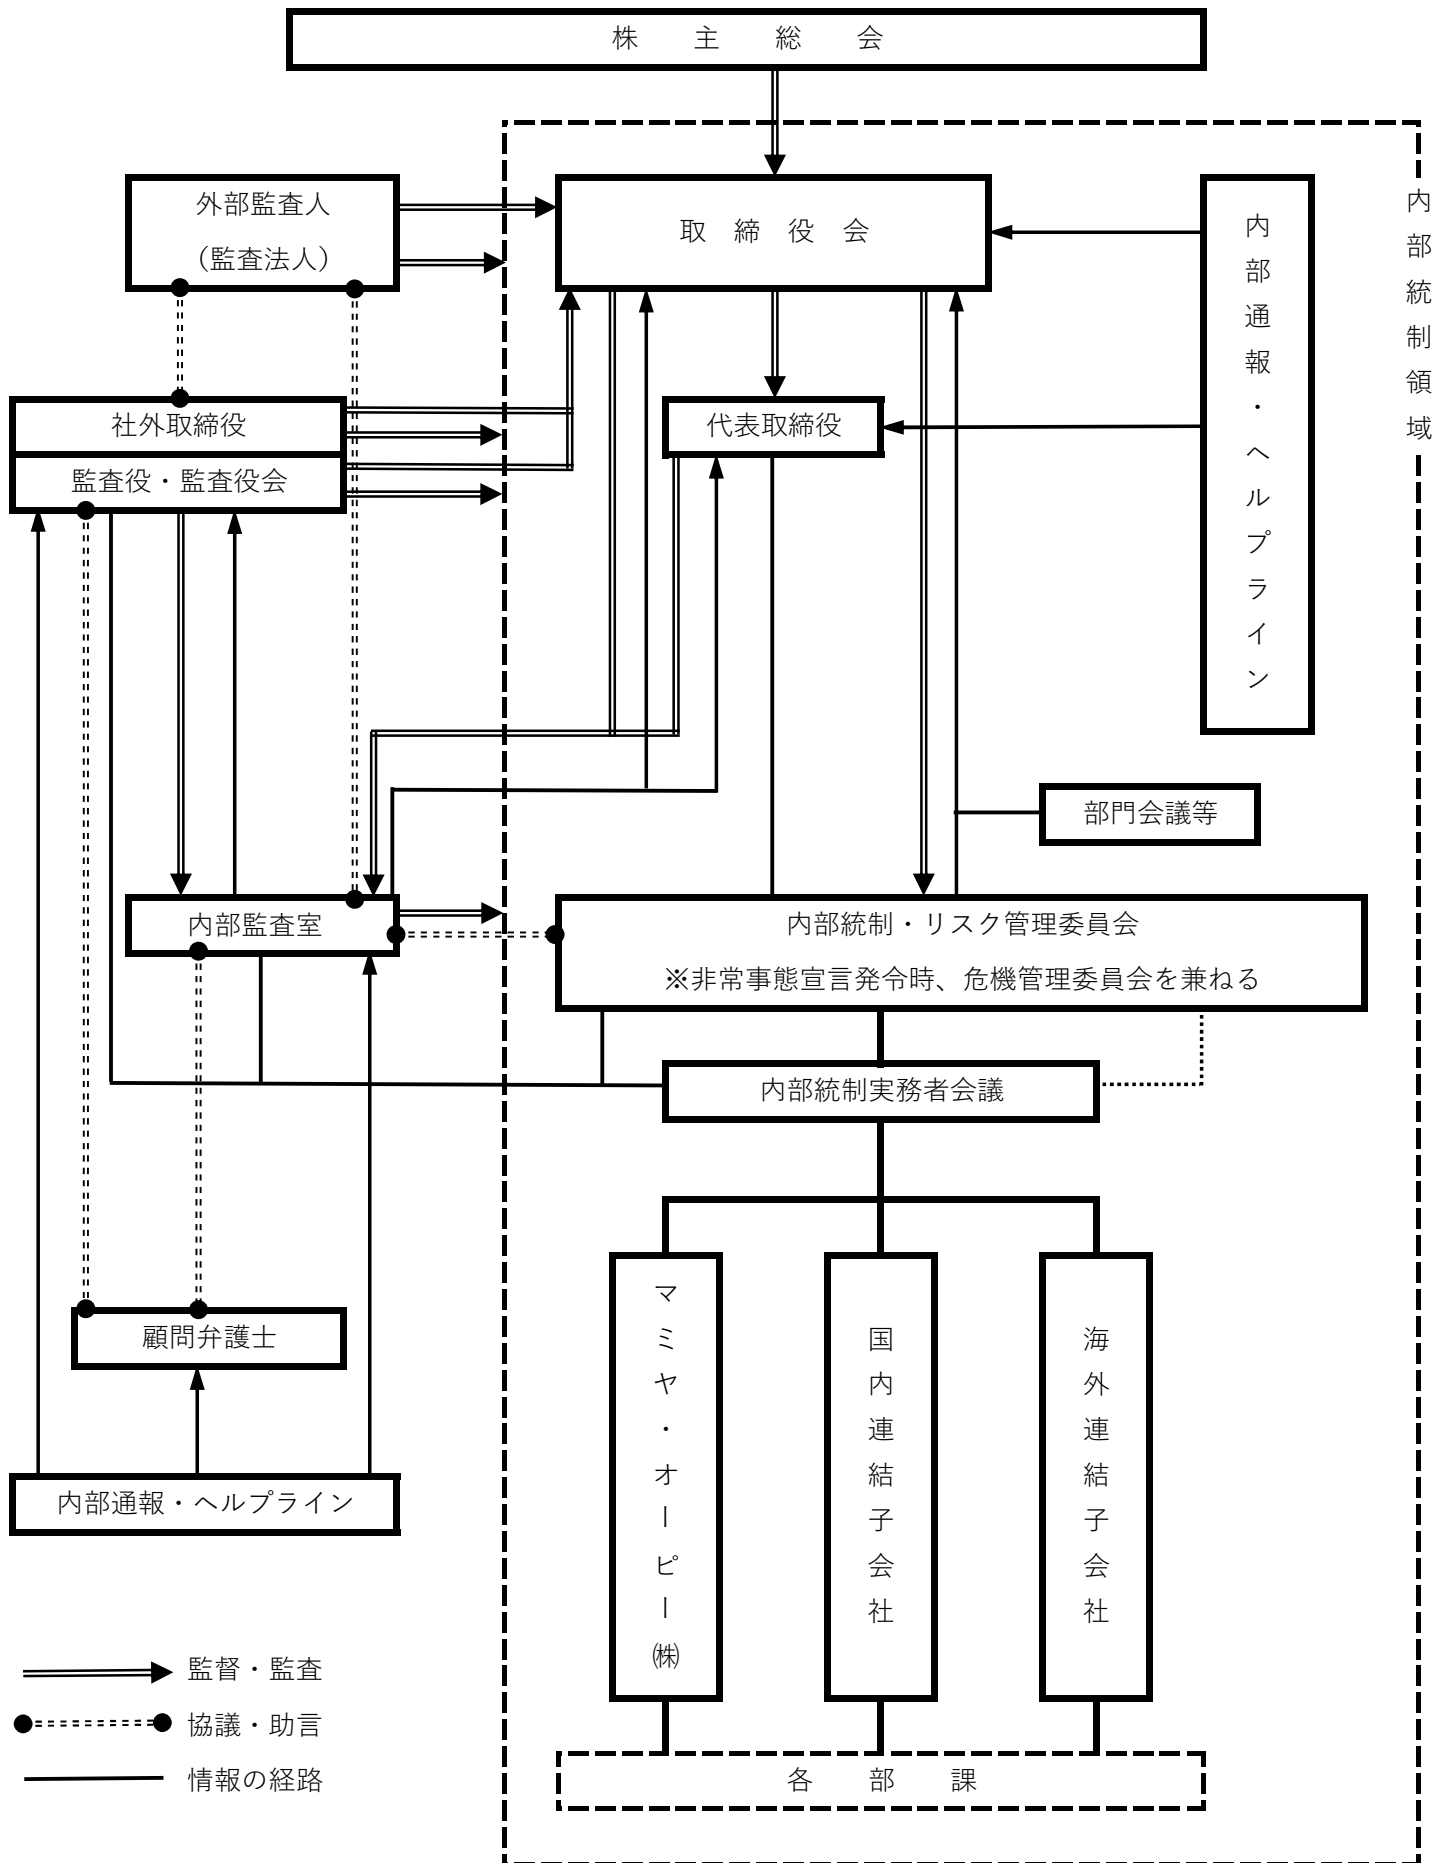 株　主　総　会
外部監査人
（監査法人）
取　締　役　会
内部通報・ヘルプライン
内部統制領域
社外取締役
監査役・監査役会
代表取締役
部門会議等
内部監査室
内部統制・リスク管理委員会
※非常事態宣言発令時、危機管理委員会を兼ねる
内部統制実務者会議
マミヤ・オーピー㈱
国内連結子会社
海外連結子会社
顧問弁護士
内部通報・ヘルプライン
監督・監査
協議・助言
情報の経路
各　部　課